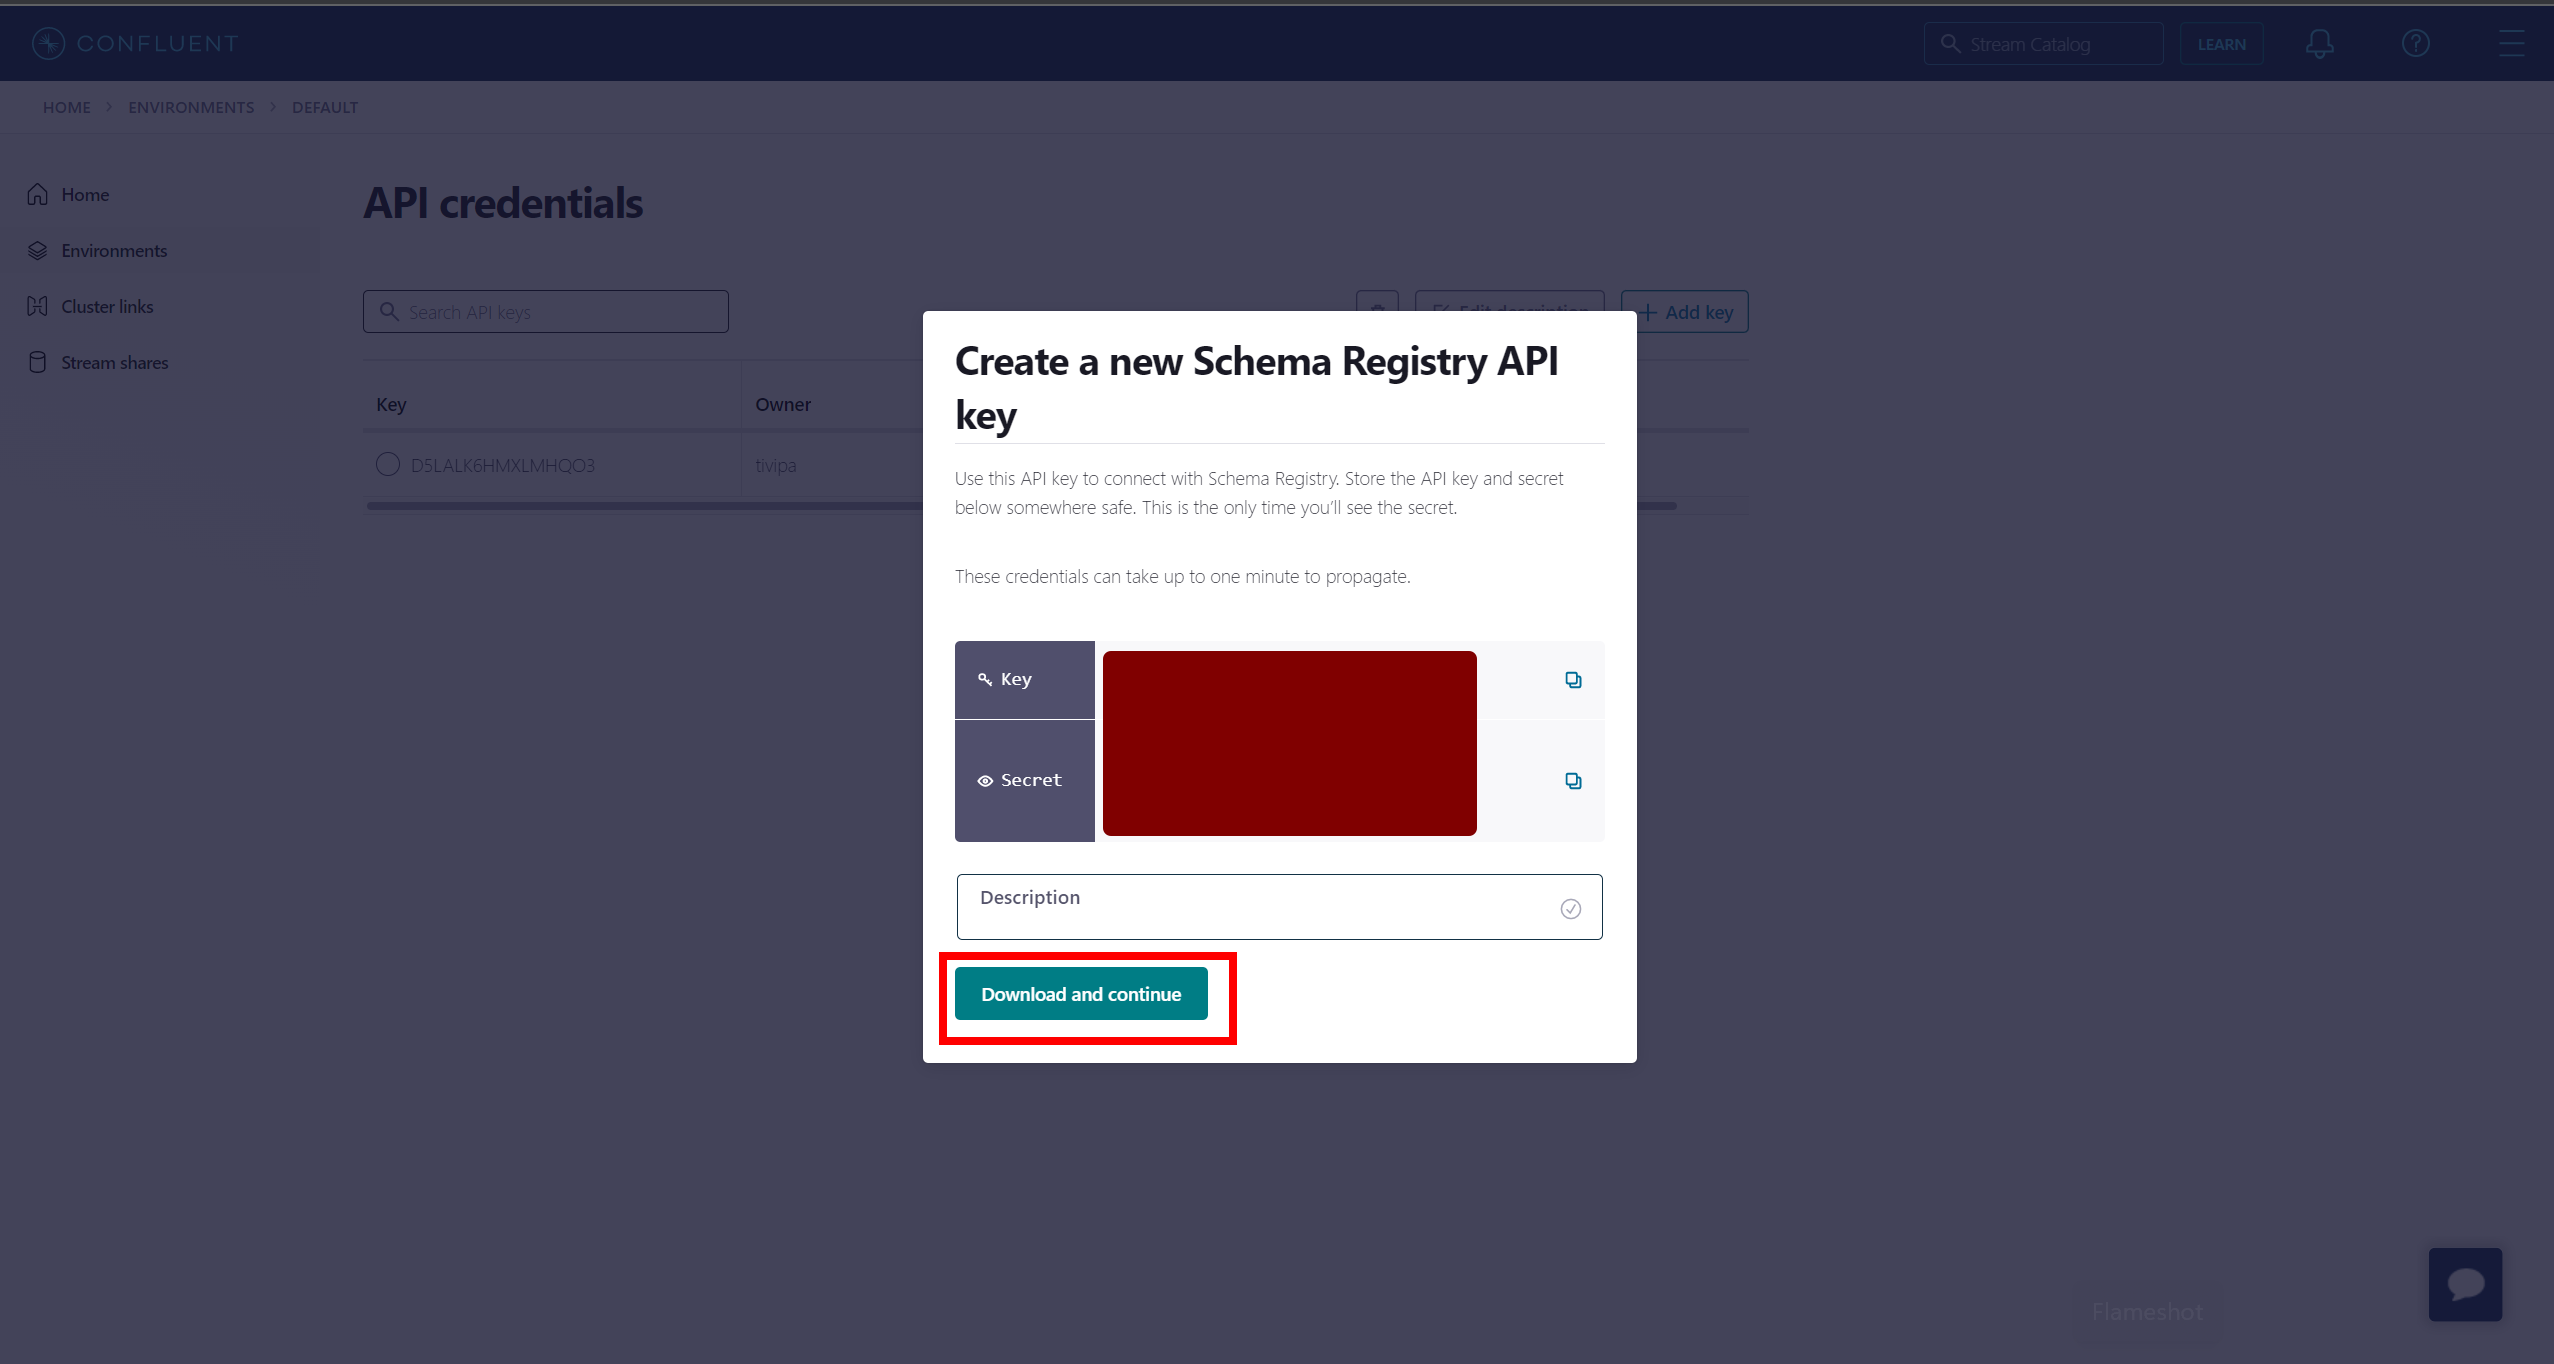 CONFLUENT
Stream Catalog
LEARN
HOME > ENVIRONMENTS > DEFAULT
Home
Environments
Cluster links
Stream shares
API credentials
Search API keys
Edit description
Add key
Key
Owner
D5LALK6HMXLMHQO3
tivipa
Create a new Schema Registry API
key
Use this API key to connect with Schema Registry. Store the API key and secret
below somewhere safe. This is the only time you'll see the secret.
These credentials can take up to one minute to propagate.
Key
Secret
Description
Download and continue
Flameshot